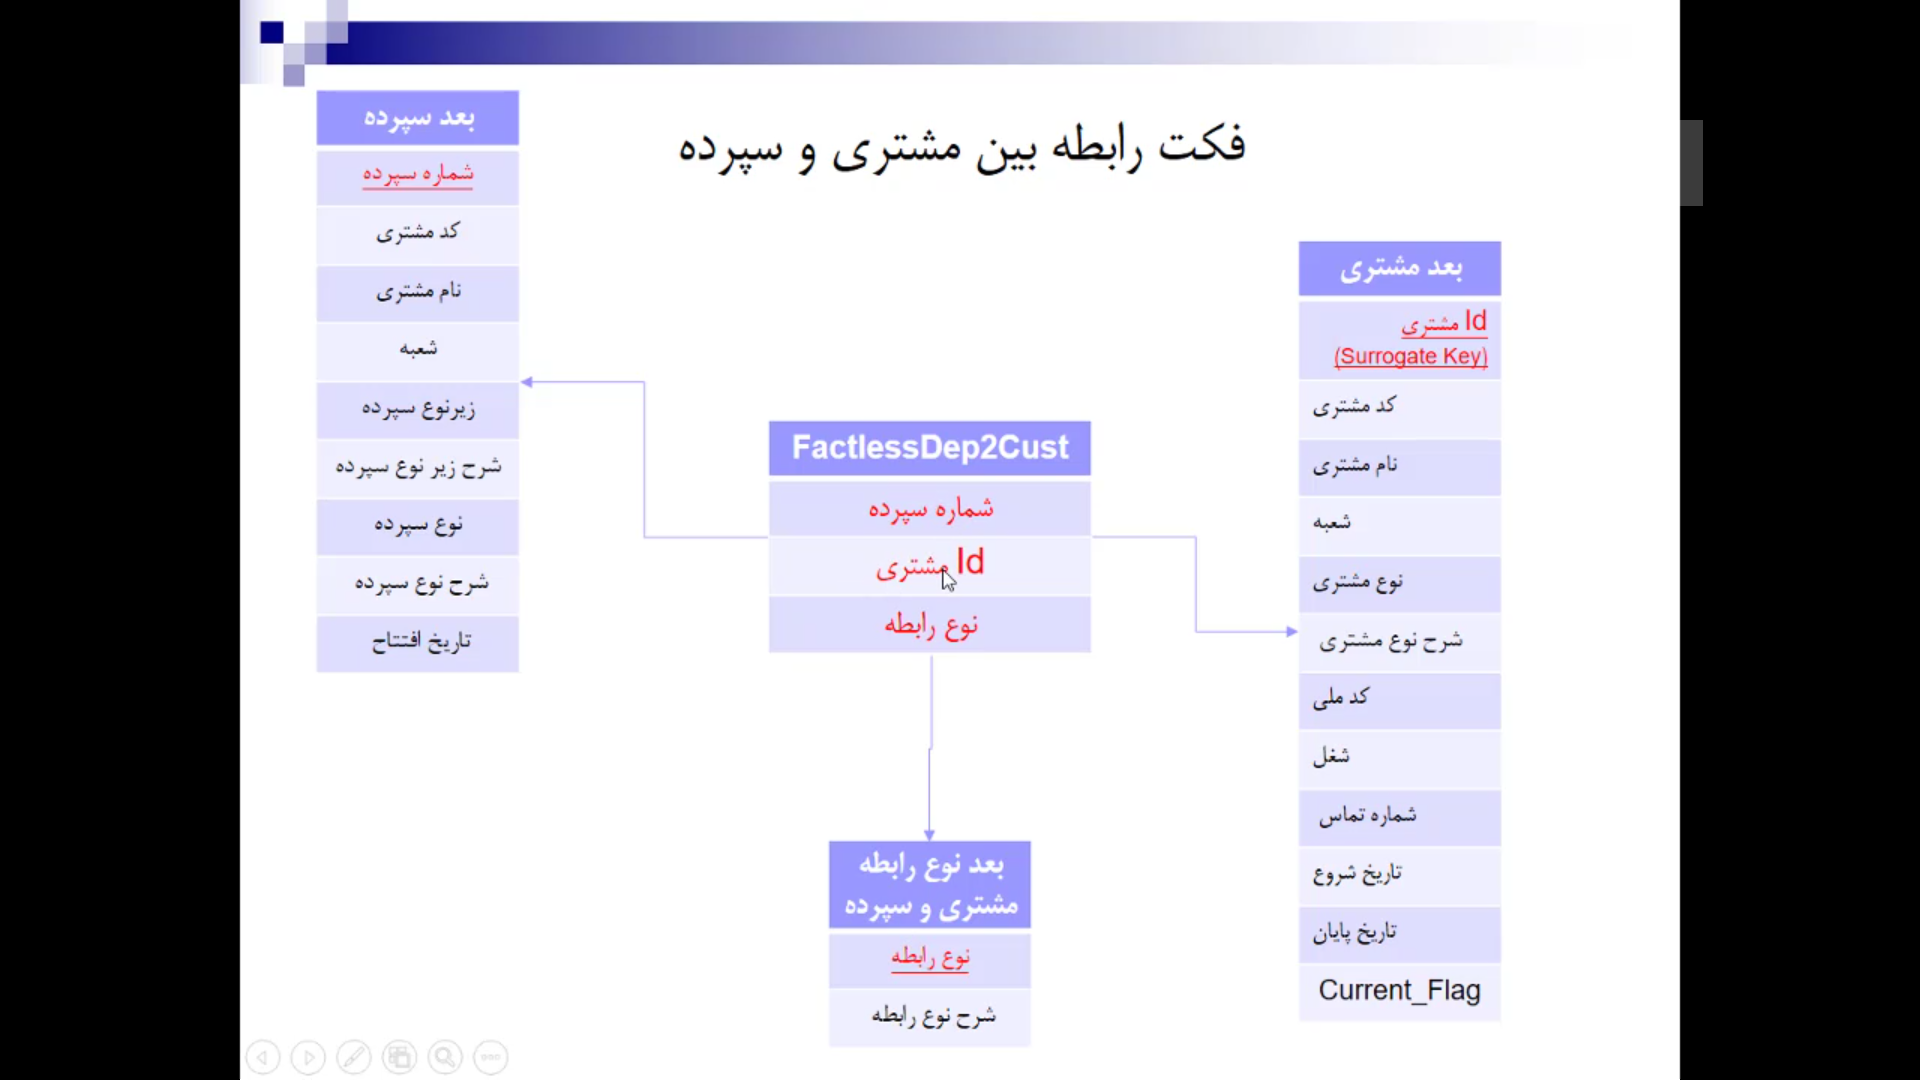 فکت رابطه بین مشتری و سپرده
بعد سپرده
شماره سپرده
کد مشتری
نام مشتری
شعبه
زیرنوع سپرده
شرح زیر نوع سپرده
نوع سپرده
شرح نوع سپرده
تاریخ افتتاح
FactlessDep2Cust
شماره سپرده
Id مشتری
نوع رابطه
بعد نوع رابطه
مشتری و سپرده
نوع رابطه
شرح نوع رابطه
بعد مشتری
Id مشتری
(Surrogate Key)
کد مشتری
نام مشتری
شعبه
نوع مشتری
شرح نوع مشتری
کد ملی
شغل
شماره تماس
تاریخ شروع
تاریخ پایان
Current_Flag